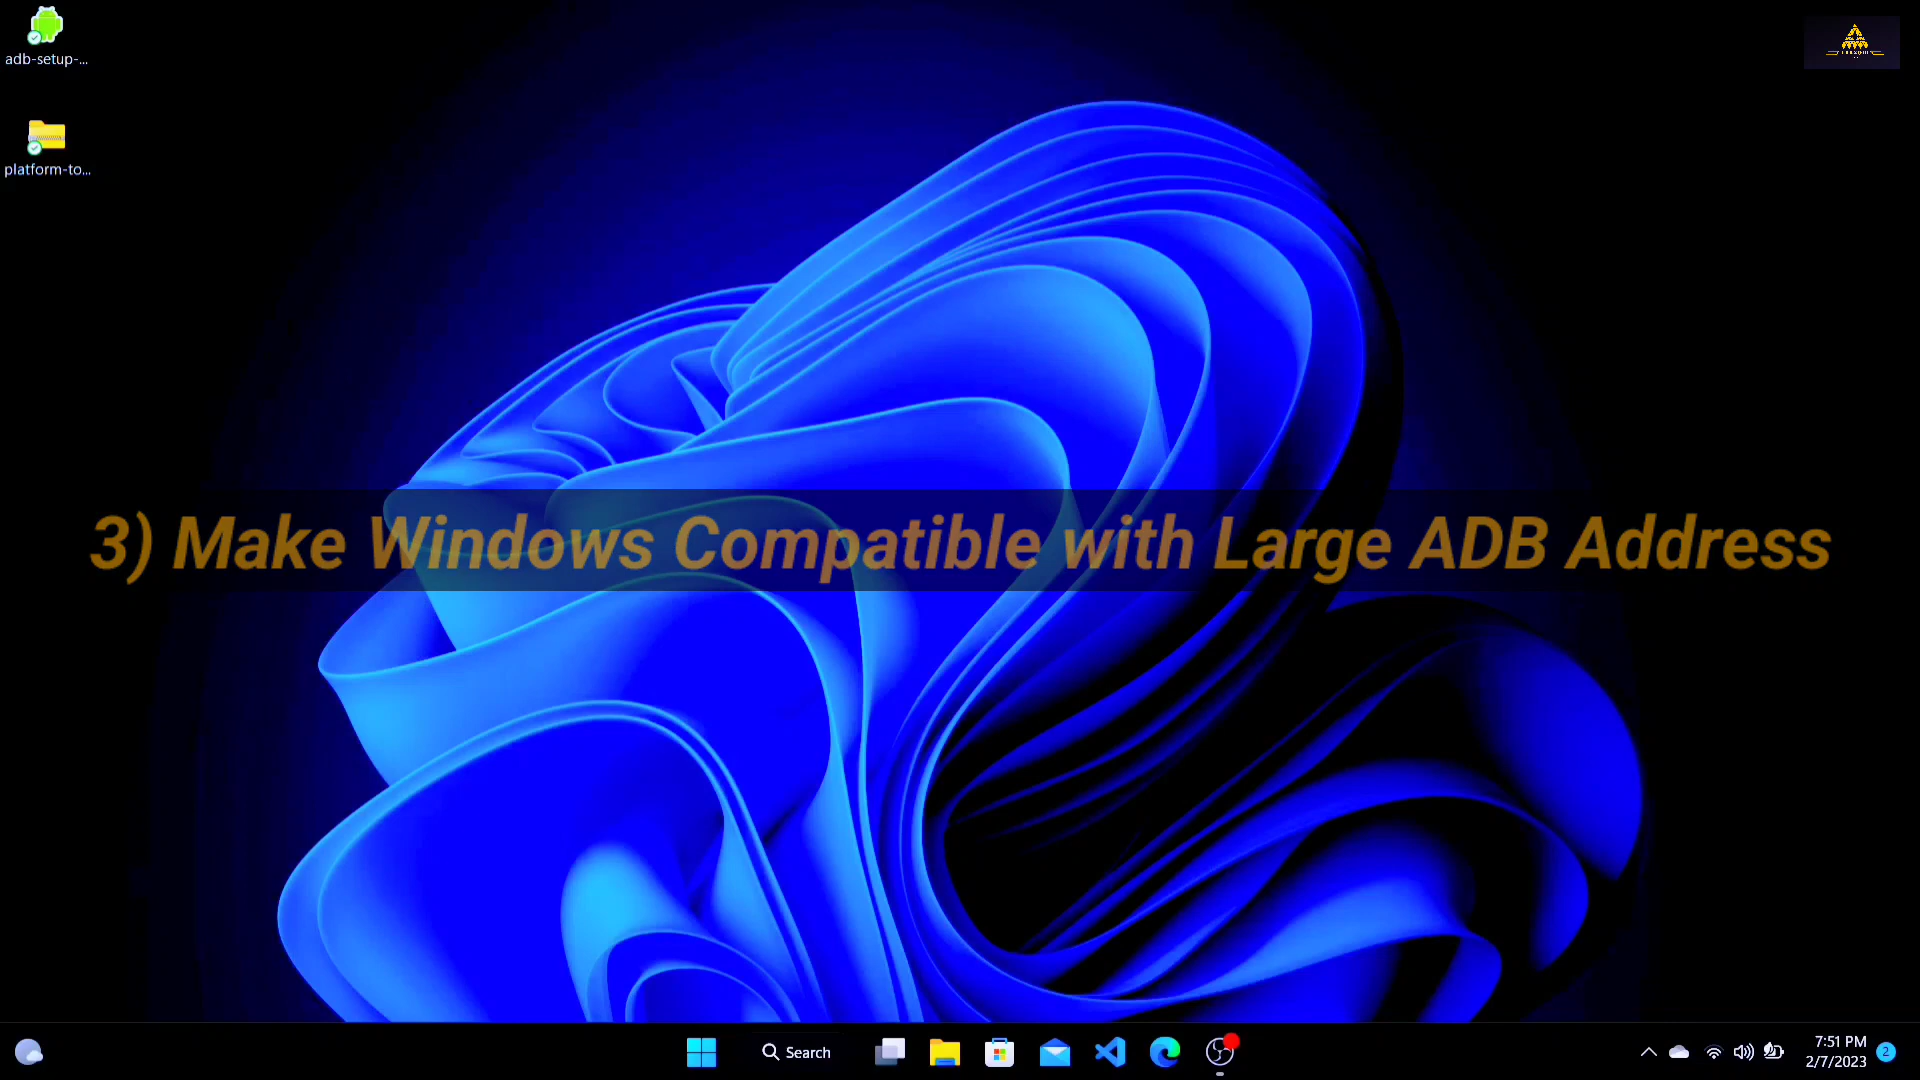 adb-setup-...
platform-to...
3) Make Windows Compatible with Large ADB Address
Search
7:51 PM
2/7/2023
2